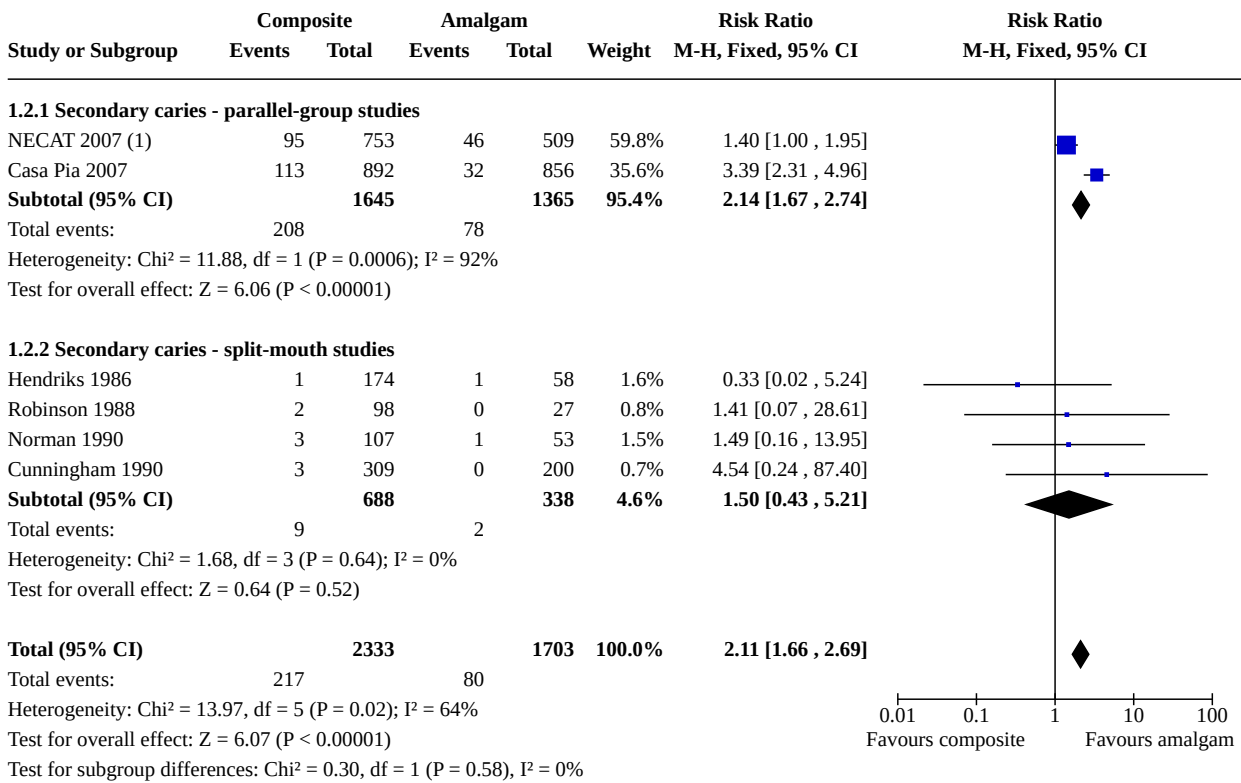 Composite Amalgam Risk Ratio Risk Ratio
Study or Subgroup Events Total Events Total Weight M-H, Fixed, 95% CI M-H, Fixed, 95% CI
1.2.1 Secondary caries - parallel-group studies
NECAT 2007 (1) 95 753 46 509 59.8% 1.40 [1.00 , 1.95]
Casa Pia 2007 113 892 32 856 35.6% 3.39 [2.31 , 4.96]
Subtotal (95% CI) 1645 1365 95.4% 2.14 [1.67 , 2.74]
Total events: 208 78
Heterogeneity: Chi² = 11.88, df = 1 (P = 0.0006); I² = 92%
Test for overall effect: Z = 6.06 (P < 0.00001)
1.2.2 Secondary caries - split-mouth studies
Hendriks 1986 1 174 1 58 1.6% 0.33 [0.02 , 5.24]
Robinson 1988 2 98 0 27 0.8% 1.41 [0.07 , 28.61]
Norman 1990 3 107 1 53 1.5% 1.49 [0.16 , 13.95]
Cunningham 1990 3 309 0 200 0.7% 4.54 [0.24 , 87.40]
Subtotal (95% CI) 688 338 4.6% 1.50 [0.43 , 5.21]
Total events: 9 2
Heterogeneity: Chi² = 1.68, df = 3 (P = 0.64); I² = 0%
Test for overall effect: Z = 0.64 (P = 0.52)
Total (95% CI) 2333 1703 100.0% 2.11 [1.66 , 2.69]
Total events: 217 80
Heterogeneity: Chi² = 13.97, df = 5 (P = 0.02); I² = 64%
0.01 0.1 1 10 100
Test for overall effect: Z = 6.07 (P < 0.00001)
Favours composite Favours amalgam
Test for subgroup differences: Chi² = 0.30, df = 1 (P = 0.58), I² = 0%